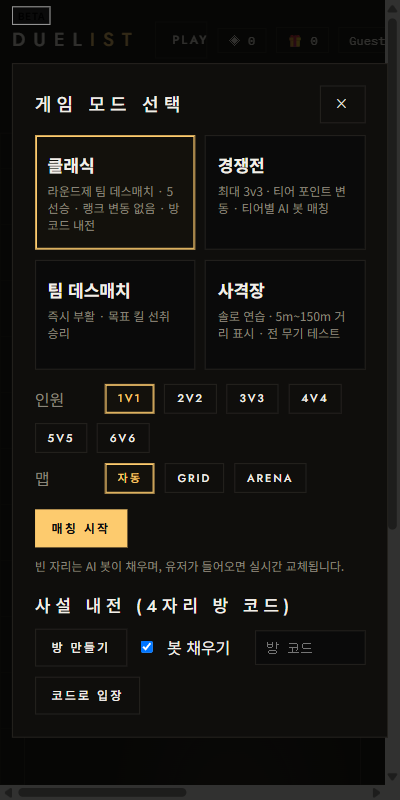 BETA
DUELIST PLAY 0 0 Guest
게임 모드 선택 ×
클래식
라운드제 팀 데스매치 · 5
선승 · 랭크 변동 없음 · 방
코드 내전
경쟁전
최대 3v3 · 티어 포인트 변
동 · 티어별 AI 봇 매칭
팀 데스매치
즉시 부활 · 목표 킬 선취
승리
사격장
솔로 연습 · 5m~150m 거
리 표시 · 전 무기 테스트
인원 1V1 2V2 3V3 4V4
5V5 6V6
맵 자동 GRID ARENA
매칭 시작
빈 자리는 AI 봇이 채우며, 유저가 들어오면 실시간 교체됩니다.
사설 내전 (4자리 방 코드)
방 만들기 봇 채우기 방 코드
코드로 입장